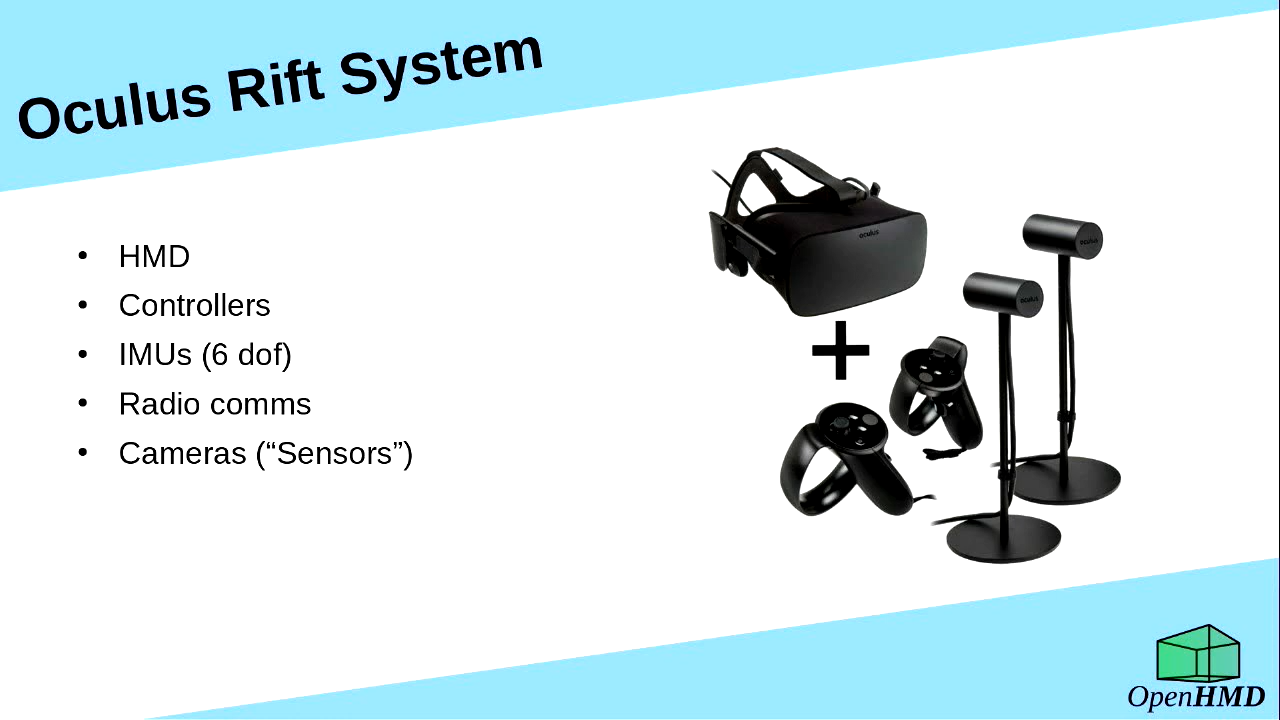 Oculus Rift System
• HMD
• Controllers
• IMUs (6 dof)
• Radio comms
• Cameras (“Sensors”)
oculus
oculus
oculus
+
OpenHMD